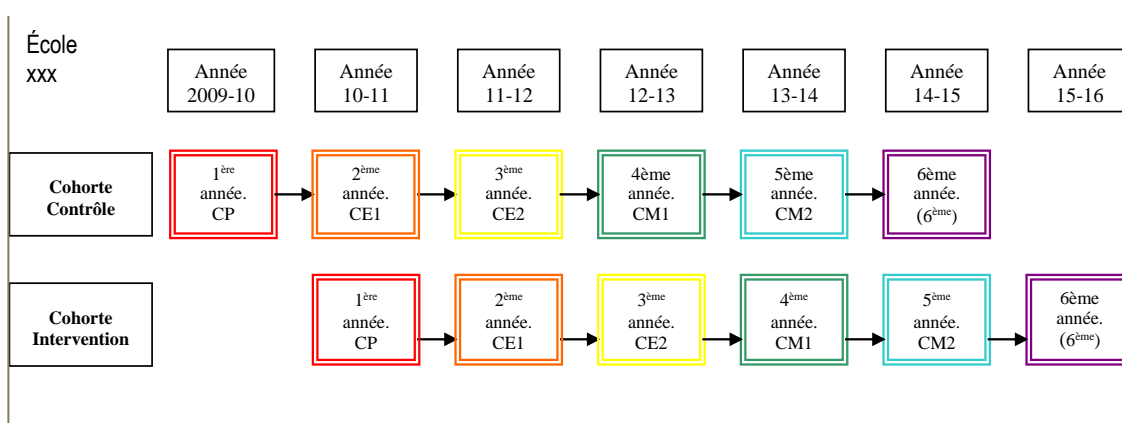 École
xxx
Année
2009-10
Année
10-11
Année
11-12
Année
12-13
Année
13-14
Année
14-15
Année
15-16
Cohorte
Contrôle
1ère
année.
CP
2ème
année.
CE1
3ème
année.
CE2
4ème
année.
CM1
5ème
année.
CM2
6ème
année.
(6ème)
Cohorte
Intervention
1ère
année.
CP
2ème
année.
CE1
3ème
année.
CE2
4ème
année.
CM1
5ème
année.
CM2
6ème
année.
(6ème)